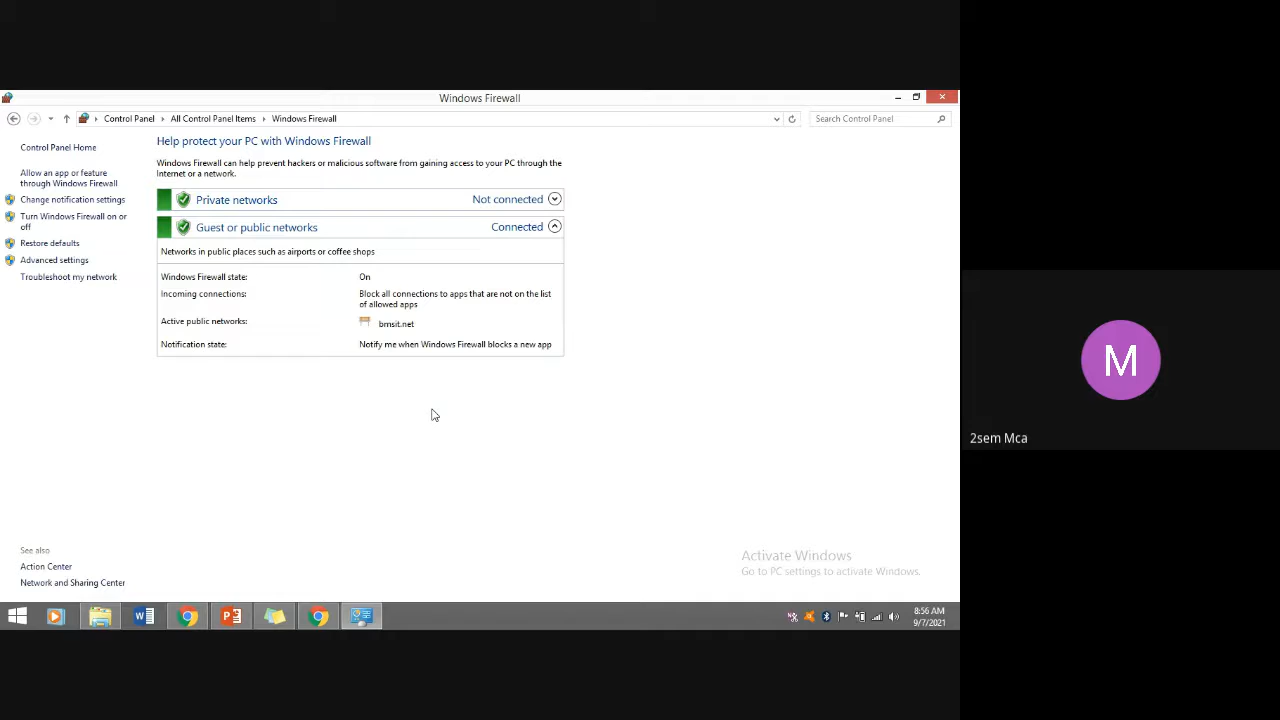 Windows Firewall
Control Panel
All Control Panel Items
Windows Firewall
Search Control Panel
Control Panel Home
Allow an app or feature
through Windows Firewall
Change notification settings
Turn Windows Firewall on or
off
Restore defaults
Advanced settings
Troubleshoot my network
Help protect your PC with Windows Firewall
Windows Firewall can help prevent hackers or malicious software from gaining access to your PC through the
Internet or a network.
Private networks Not connected
Guest or public networks Connected
Networks in public places such as airports or coffee shops
Windows Firewall state: On
Incoming connections: Block all connections to apps that are not on the list
of allowed apps
Active public networks: bmsit.net
Notification state: Notify me when Windows Firewall blocks a new app
See also
Action Center
Network and Sharing Center
Activate Windows
Go to PC settings to activate Windows.
8:56 AM
9/7/2021
M
2sem Mca